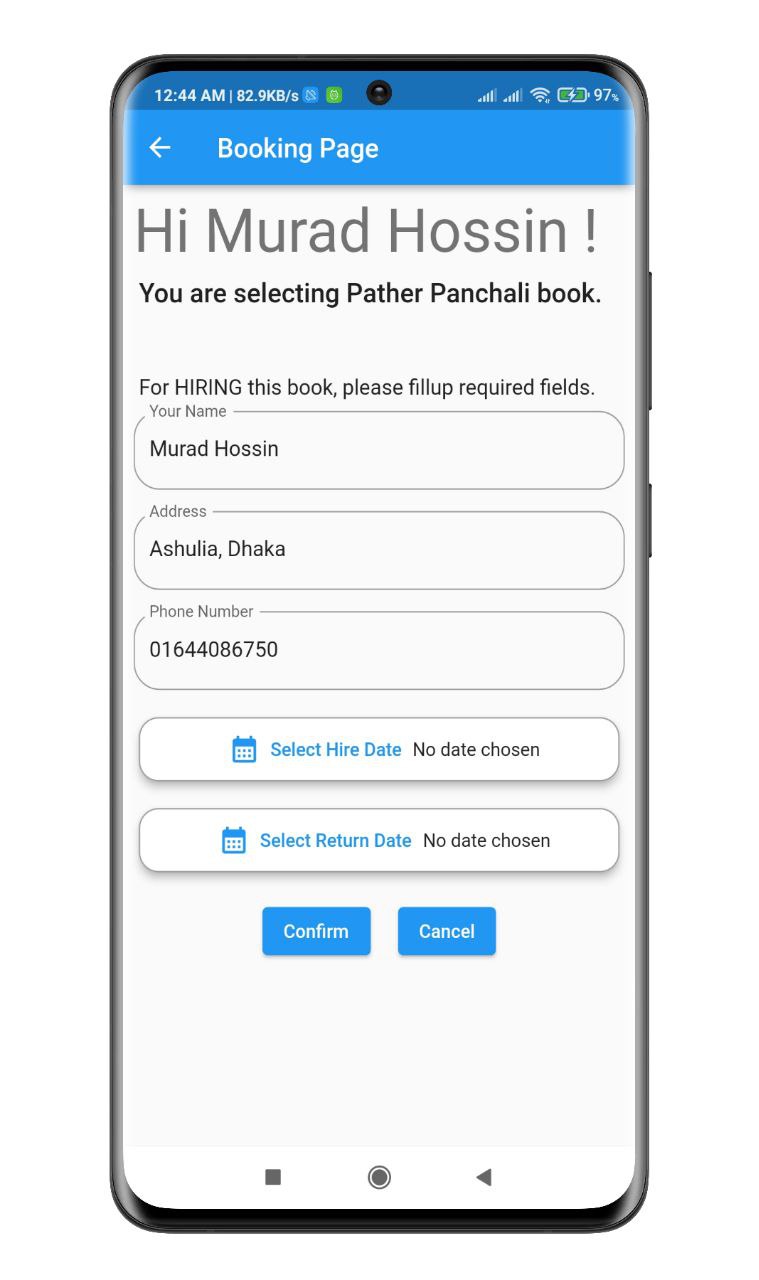 12:44 AM | 82.9KB/s 97%
Booking Page
Hi Murad Hossin !
You are selecting Pather Panchali book.
For HIRING this book, please fillup required fields.
Your Name
Murad Hossin
Address
Ashulia, Dhaka
Phone Number
01644086750
Select Hire Date No date chosen
Select Return Date No date chosen
Confirm Cancel